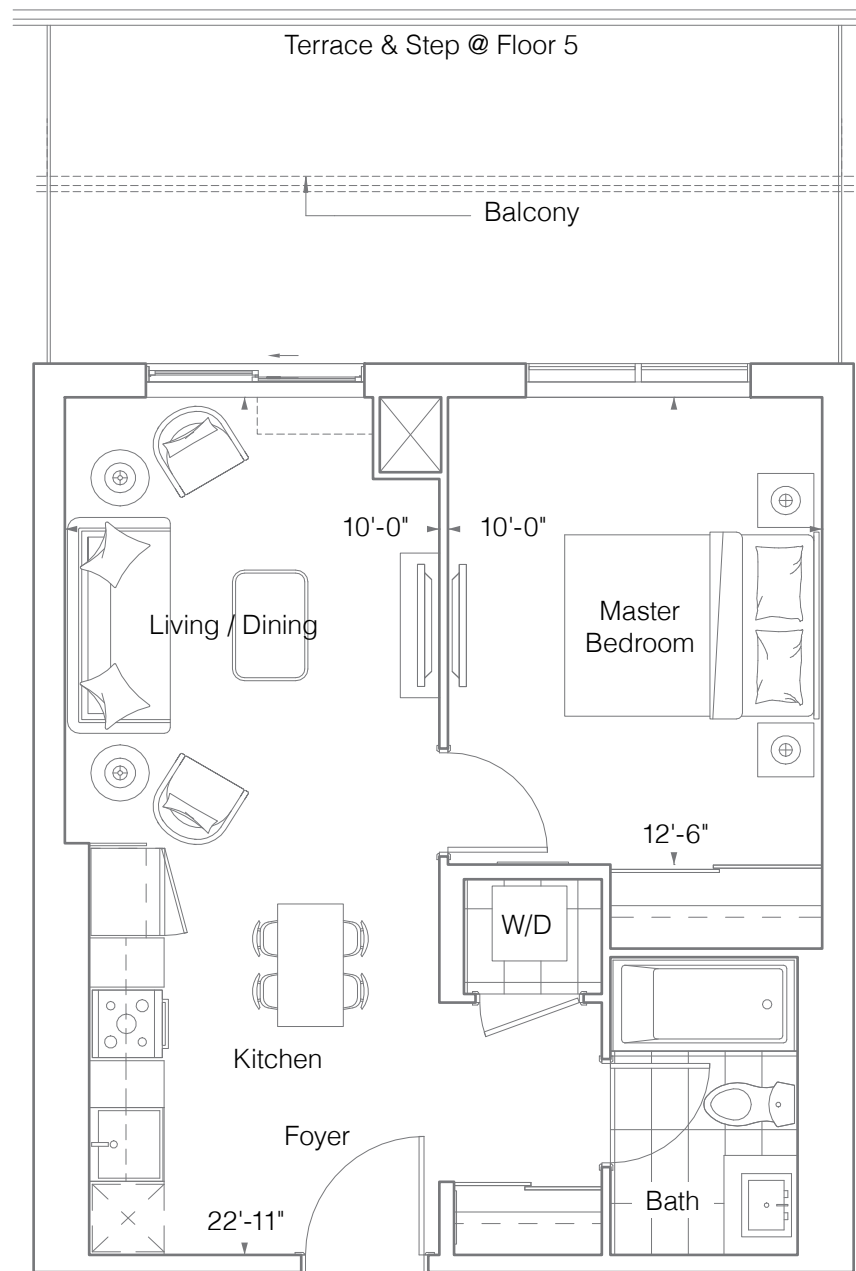 Terrace & Step @ Floor 5
Balcony
10'-0"
10'-0"
Living / Dining
Master
Bedroom
12'-6"
W/D
Kitchen
Foyer
Bath
22'-11"